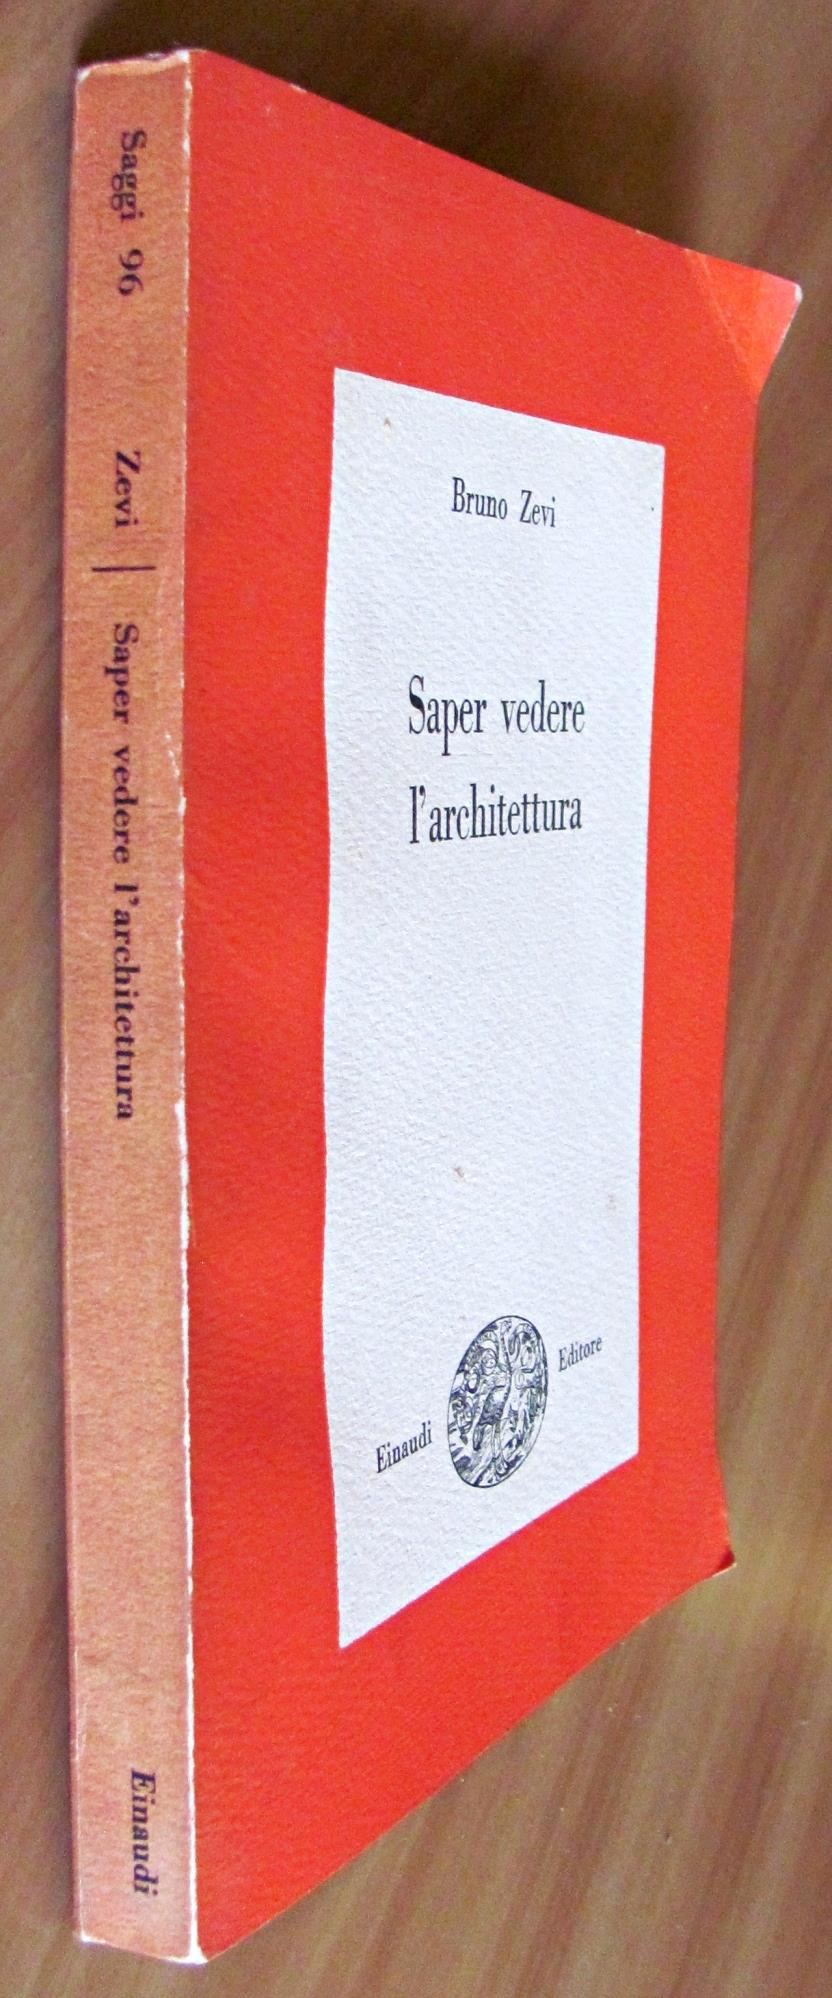 Saggi 96
Zevi | Saper vedere l'architettura
Einaudi
Bruno Zevi
Saper vedere
l'architettura
Einaudi Editore